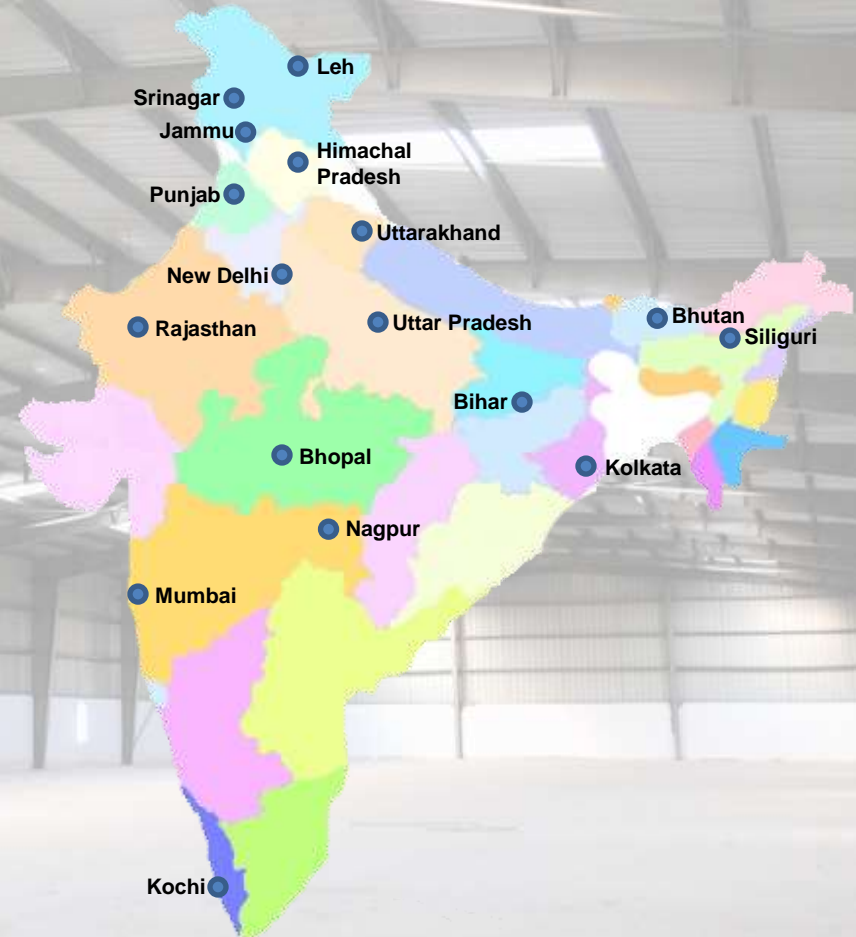 Leh
Srinagar
Jammu
Himachal
Pradesh
Punjab
Uttarakhand
New Delhi
Bhutan
Rajasthan
Uttar Pradesh
Siliguri
Bihar
Bhopal
Kolkata
Nagpur
Mumbai
Kochi